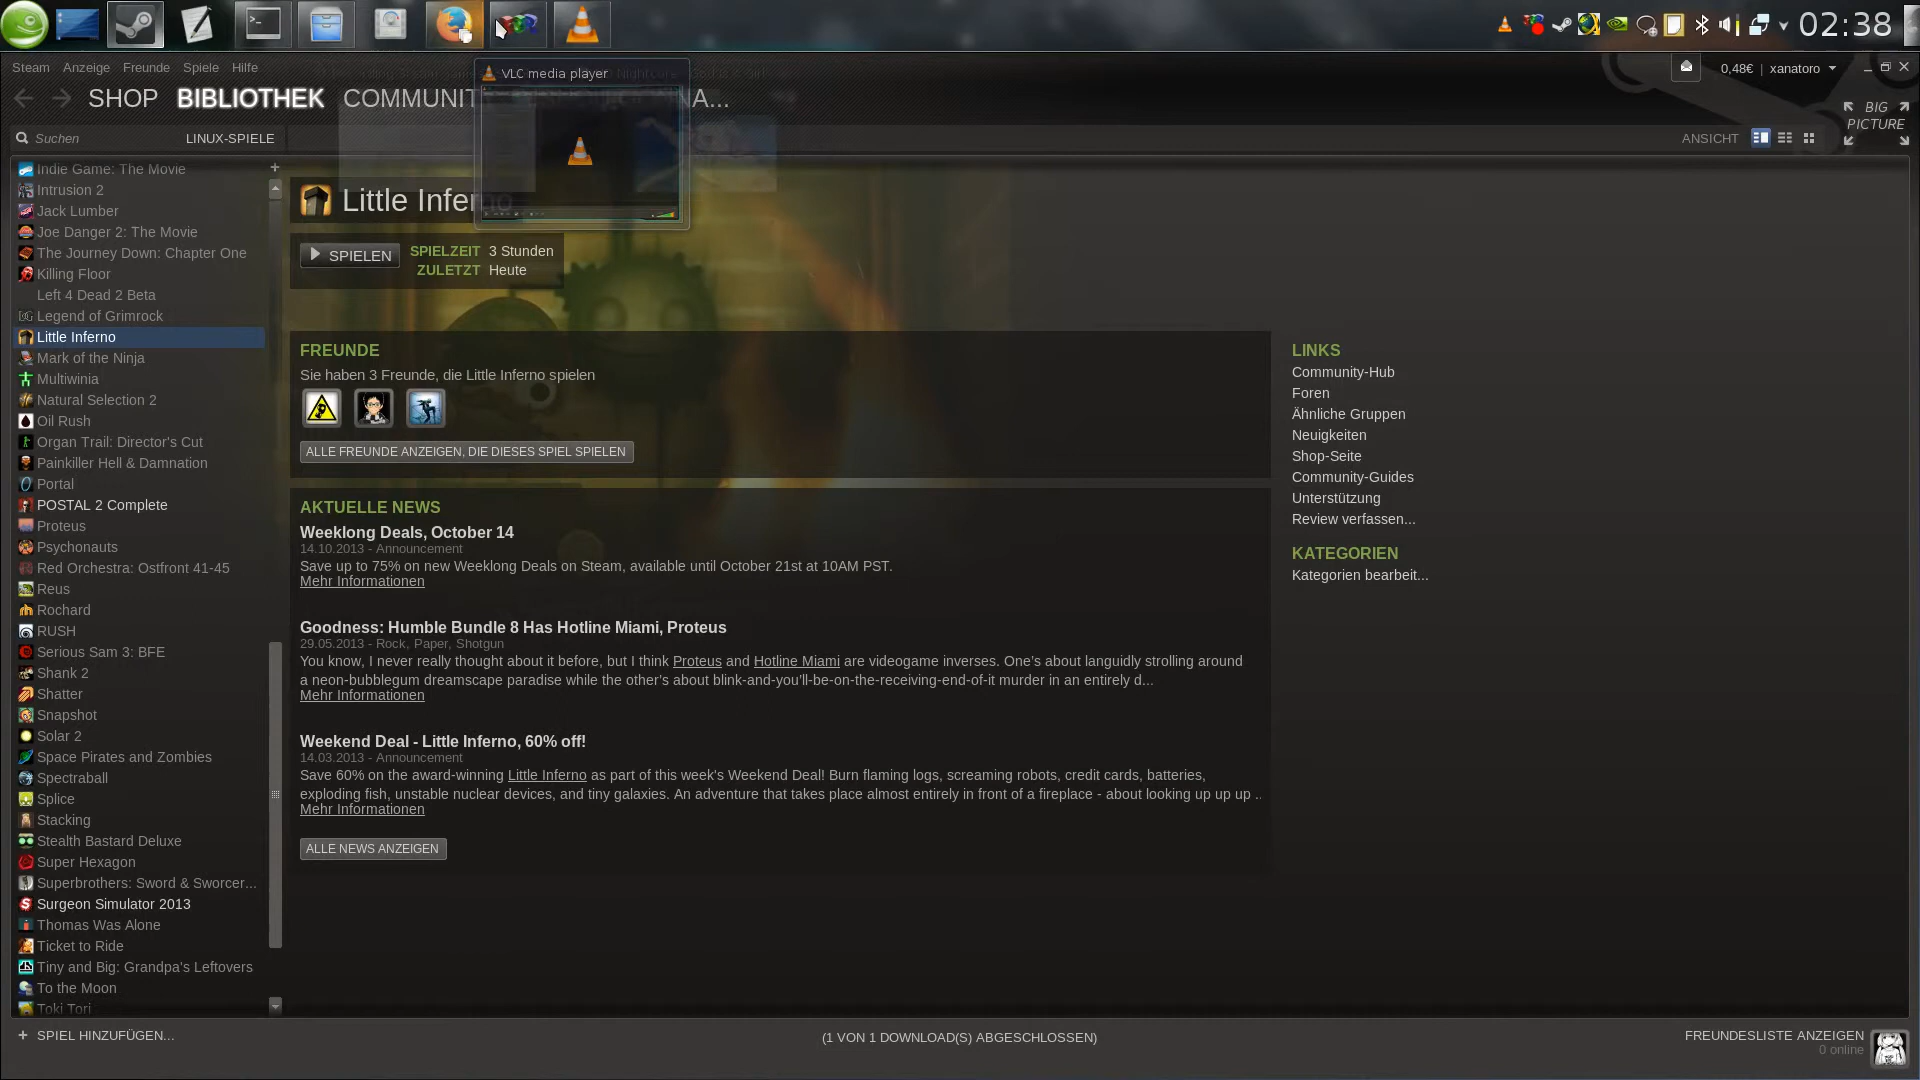 02:38
Steam Anzeige Freunde Spiele Hilfe
VLC media player
0,48€ | xanatoro
SHOP BIBLIOTHEK COMMUNIT NA...
BIG
PICTURE
Suchen LINUX-SPIELE
ANSICHT
Indie Game: The Movie
Intrusion 2
Jack Lumber
Joe Danger 2: The Movie
The Journey Down: Chapter One
Killing Floor
Left 4 Dead 2 Beta
Legend of Grimrock
Little Inferno
Mark of the Ninja
Multiwinia
Natural Selection 2
Oil Rush
Organ Trail: Director's Cut
Painkiller Hell & Damnation
Portal
POSTAL 2 Complete
Proteus
Psychonauts
Red Orchestra: Ostfront 41-45
Reus
Rochard
RUSH
Serious Sam 3: BFE
Shank 2
Shatter
Snapshot
Solar 2
Space Pirates and Zombies
Spectraball
Splice
Stacking
Stealth Bastard Deluxe
Super Hexagon
Superbrothers: Sword & Sworcer...
Surgeon Simulator 2013
Thomas Was Alone
Ticket to Ride
Tiny and Big: Grandpa's Leftovers
To the Moon
Toki Tori
Little Inferno
SPIELEN
SPIELZEIT 3 Stunden
ZULETZT Heute
FREUNDE
Sie haben 3 Freunde, die Little Inferno spielen
ALLE FREUNDE ANZEIGEN, DIE DIESES SPIEL SPIELEN
AKTUELLE NEWS
Weeklong Deals, October 14
14.10.2013 - Announcement
Save up to 75% on new Weeklong Deals on Steam, available until October 21st at 10AM PST.
Mehr Informationen
Goodness: Humble Bundle 8 Has Hotline Miami, Proteus
29.05.2013 - Rock, Paper, Shotgun
You know, I never really thought about it before, but I think Proteus and Hotline Miami are videogame inverses. One's about languidly strolling around
a neon-bubblegum dreamscape paradise while the other's about blink-and-you'll-be-on-the-receiving-end-of-it murder in an entirely d...
Mehr Informationen
Weekend Deal - Little Inferno, 60% off!
14.03.2013 - Announcement
Save 60% on the award-winning Little Inferno as part of this week's Weekend Deal! Burn flaming logs, screaming robots, credit cards, batteries,
exploding fish, unstable nuclear devices, and tiny galaxies. An adventure that takes place almost entirely in front of a fireplace - about looking up up up ..
Mehr Informationen
ALLE NEWS ANZEIGEN
LINKS
Community-Hub
Foren
Ähnliche Gruppen
Neuigkeiten
Shop-Seite
Community-Guides
Unterstützung
Review verfassen...
KATEGORIEN
Kategorien bearbeit...
+ SPIEL HINZUFÜGEN...
(1 VON 1 DOWNLOAD(S) ABGESCHLOSSEN)
FREUNDESLISTE ANZEIGEN
0 online